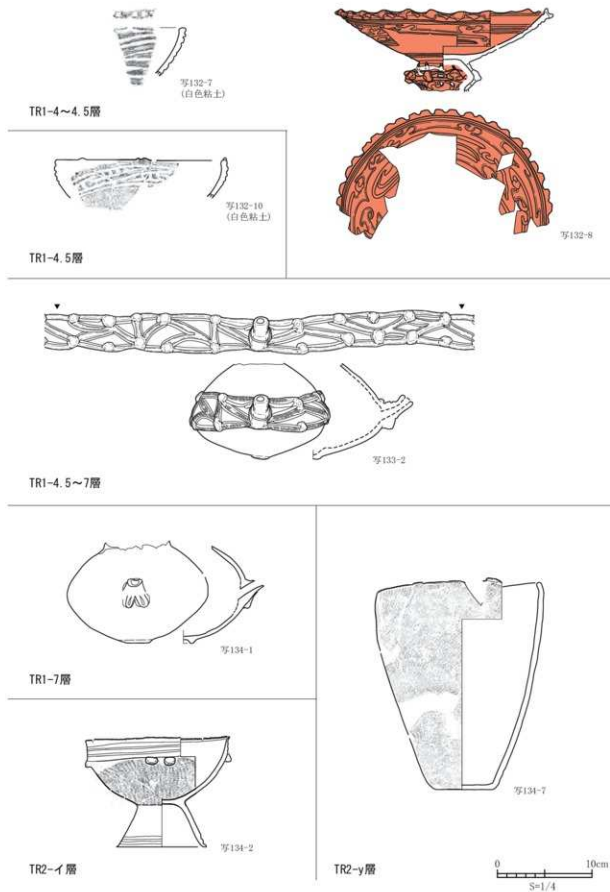 写132-7
(白色粘土)
TR1-4～4.5層
写132-10
(白色粘土)
TR1-4.5層
写132-8
写133-2
TR1-4.5～7層
写134-1
TR1-7層
写134-2
TR2-イ層
写134-7
TR2-y層
0 10cm
S=1/4